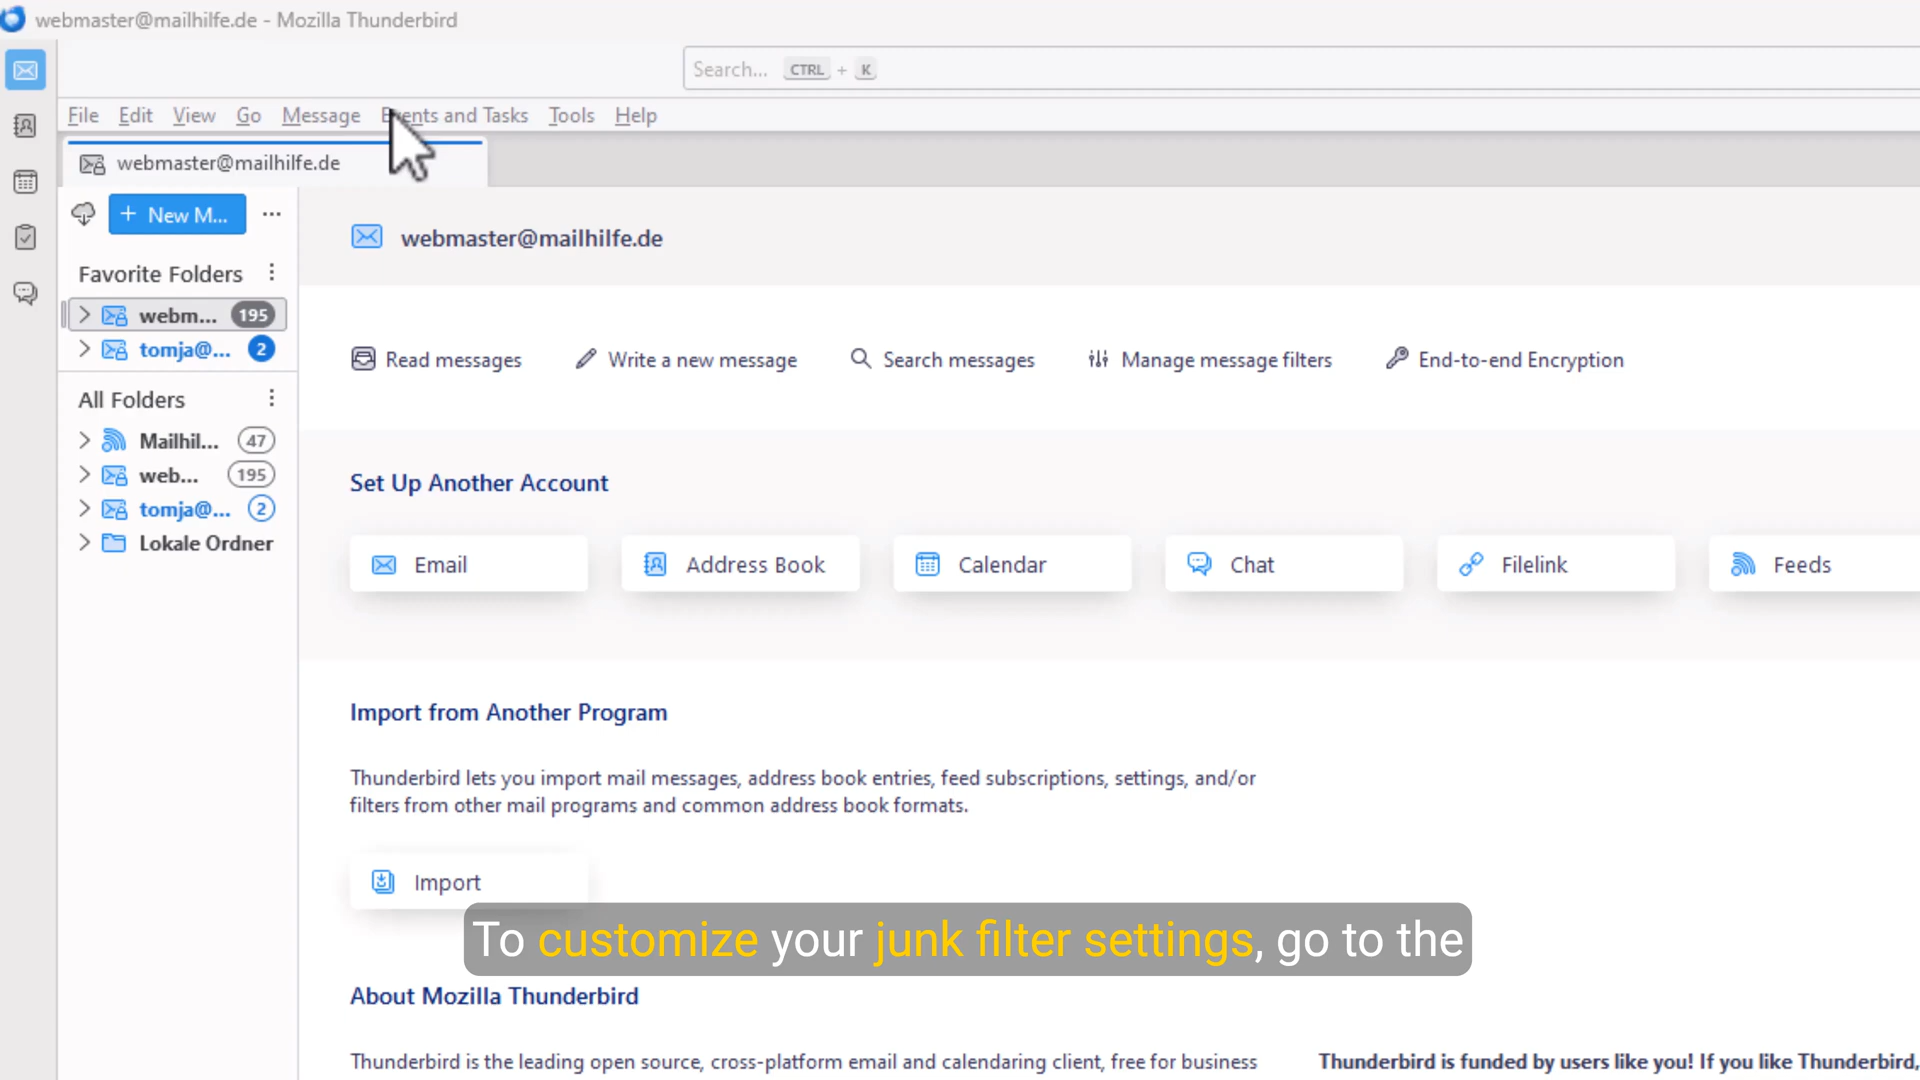 webmaster@mailhilfe.de - Mozilla Thunderbird
Search... CTRL + K
File Edit View Go Message Events and Tasks Tools Help
webmaster@mailhilfe.de
+ New M... ...
webmaster@mailhilfe.de
Favorite Folders
webm... 195
tomja@... 2
Read messages Write a new message Search messages Manage message filters End-to-end Encryption
All Folders
Mailhil... 47
web... 195
tomja@... 2
Lokale Ordner
Set Up Another Account
Email Address Book Calendar Chat Filelink Feeds
Import from Another Program
Thunderbird lets you import mail messages, address book entries, feed subscriptions, settings, and/or
filters from other mail programs and common address book formats.
Import
To customize your junk filter settings, go to the
About Mozilla Thunderbird
Thunderbird is the leading open source, cross-platform email and calendaring client, free for business
Thunderbird is funded by users like you! If you like Thunderbird,